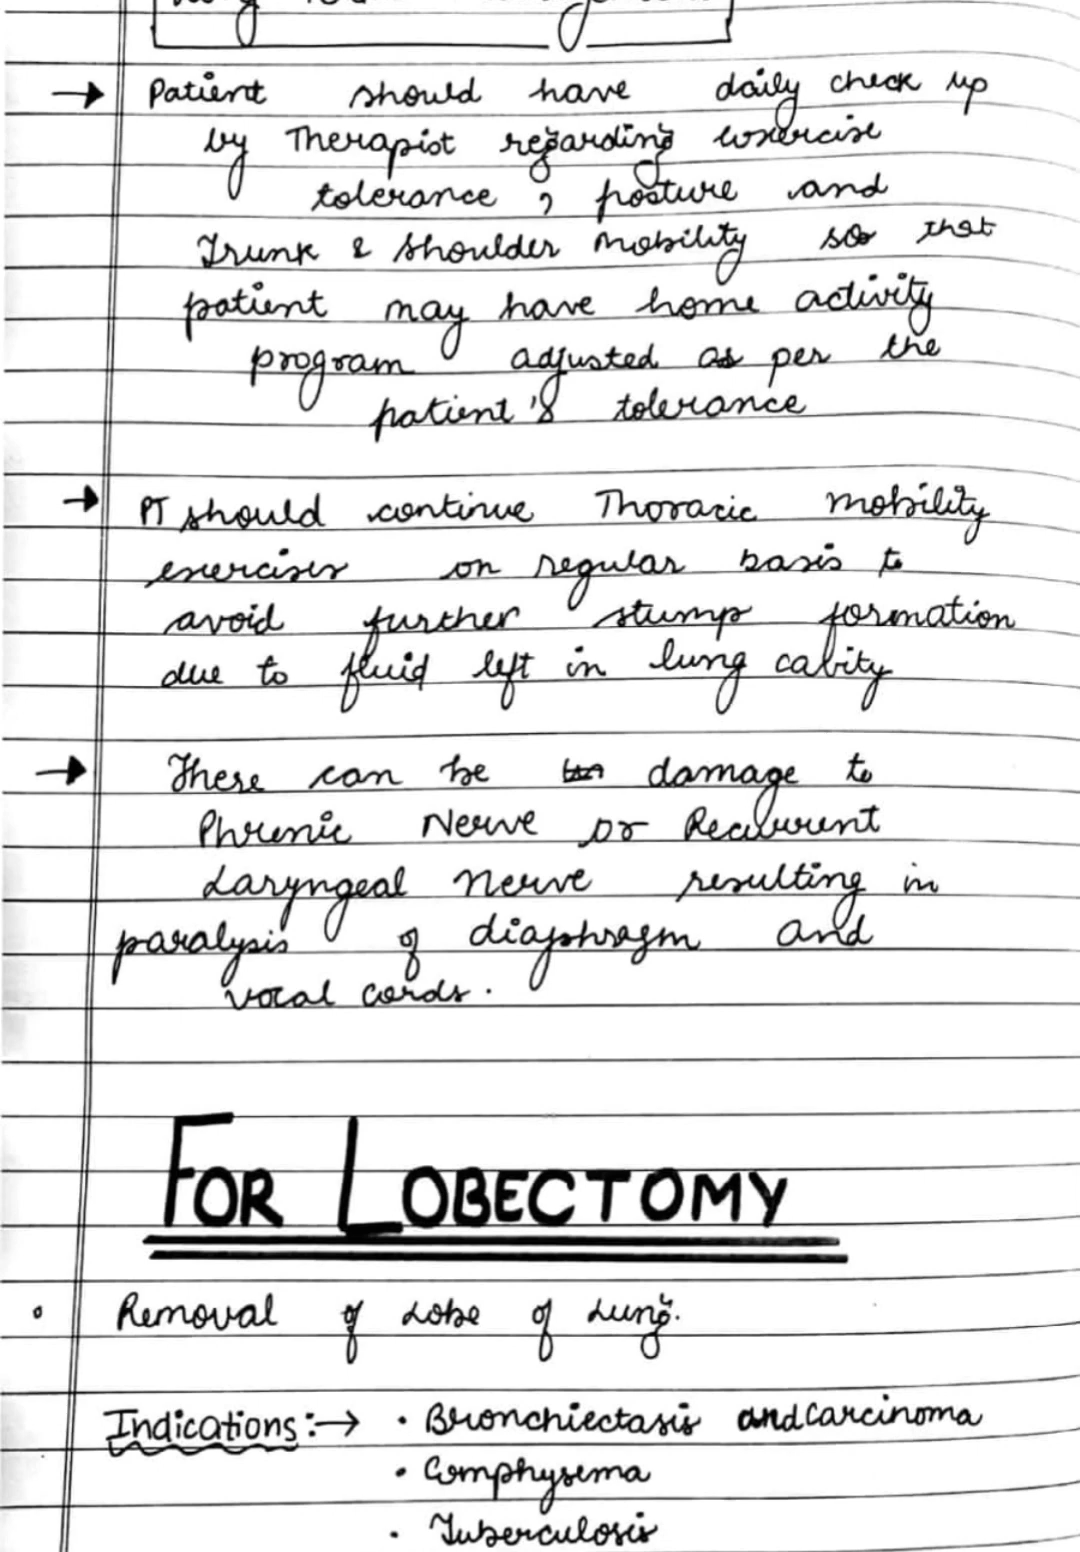 → Patient should have daily check up
by Therapist regarding exercise
tolerance, posture and
Trunk & shoulder mobility so that
patient may have home activity
program adjusted as per the
patient's tolerance
→ PT should continue Thoracic mobility
exercises on regular basis to
avoid further stump formation
due to fluid left in lung cavity
→ There can be damage to
Phrenic Nerve or Recurrent
Laryngeal nerve resulting in
paralysis of diaphragm and
vocal cords.
FOR LOBECTOMY
° Removal of Lobe of Lung.
Indications:→ • Bronchiectasis and carcinoma
• Emphysema
• Tuberculosis